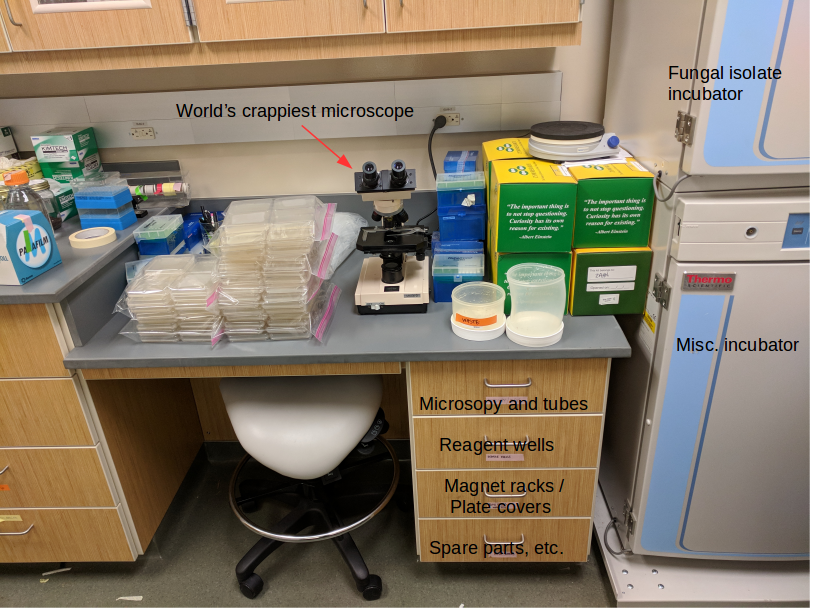 Fungal isolate
incubator
World's crappiest microscope
KIMTECH
PARAFILM
"The important thing is
to not stop questioning.
Curiosity has its own
reason for existing."
–Albert Einstein
"The important thing is
to not stop questioning.
Curiosity has its own
reason for existing."
–Albert Einstein
Thermo
SCIENTIFIC
WASTE
Misc. incubator
Microsopy and tubes
Reagent wells
Magnet racks /
Plate covers
Spare parts, etc.